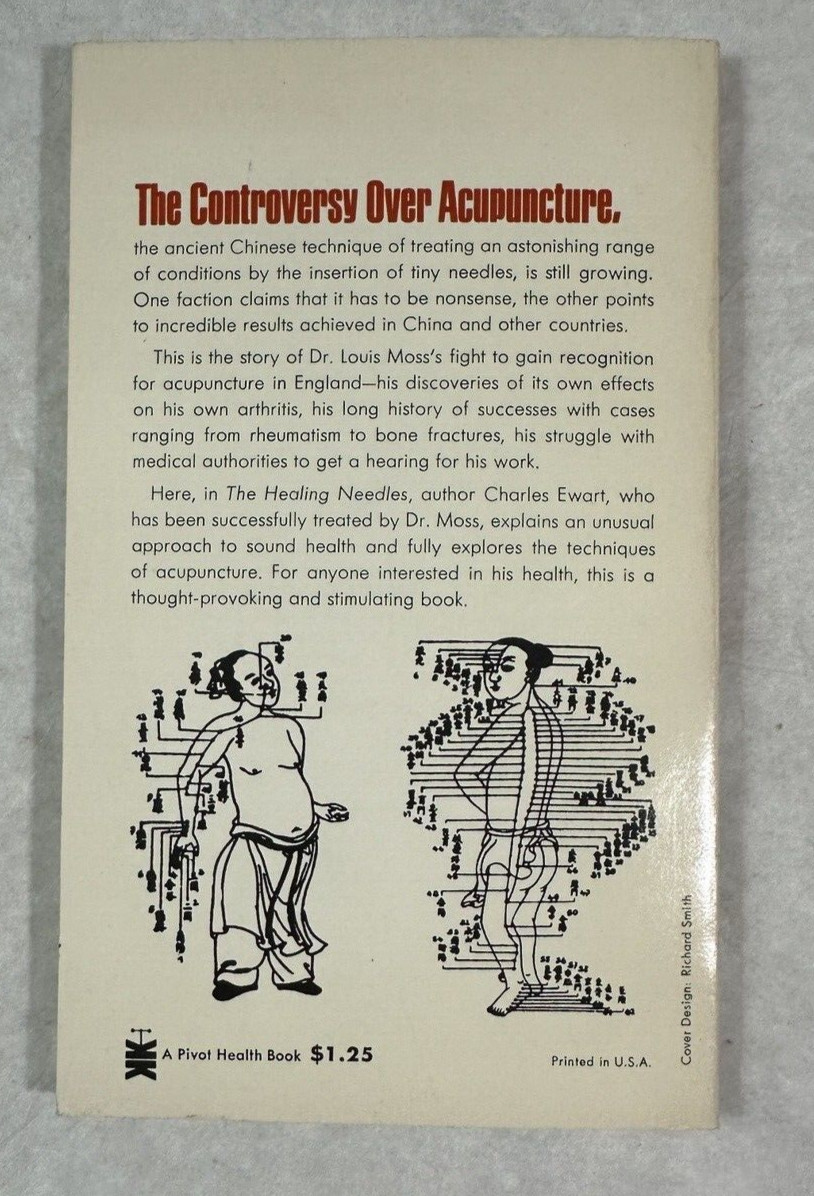 The Controversy Over Acupuncture,
the ancient Chinese technique of treating an astonishing range
of conditions by the insertion of tiny needles, is still growing.
One faction claims that it has to be nonsense, the other points
to incredible results achieved in China and other countries.
This is the story of Dr. Louis Moss's fight to gain recognition
for acupuncture in England—his discoveries of its own effects
on his own arthritis, his long history of successes with cases
ranging from rheumatism to bone fractures, his struggle with
medical authorities to get a hearing for his work.
Here, in The Healing Needles, author Charles Ewart, who
has been successfully treated by Dr. Moss, explains an unusual
approach to sound health and fully explores the techniques
of acupuncture. For anyone interested in his health, this is a
thought-provoking and stimulating book.
A Pivot Health Book $1.25
Printed in U.S.A.
Cover Design: Richard Smith